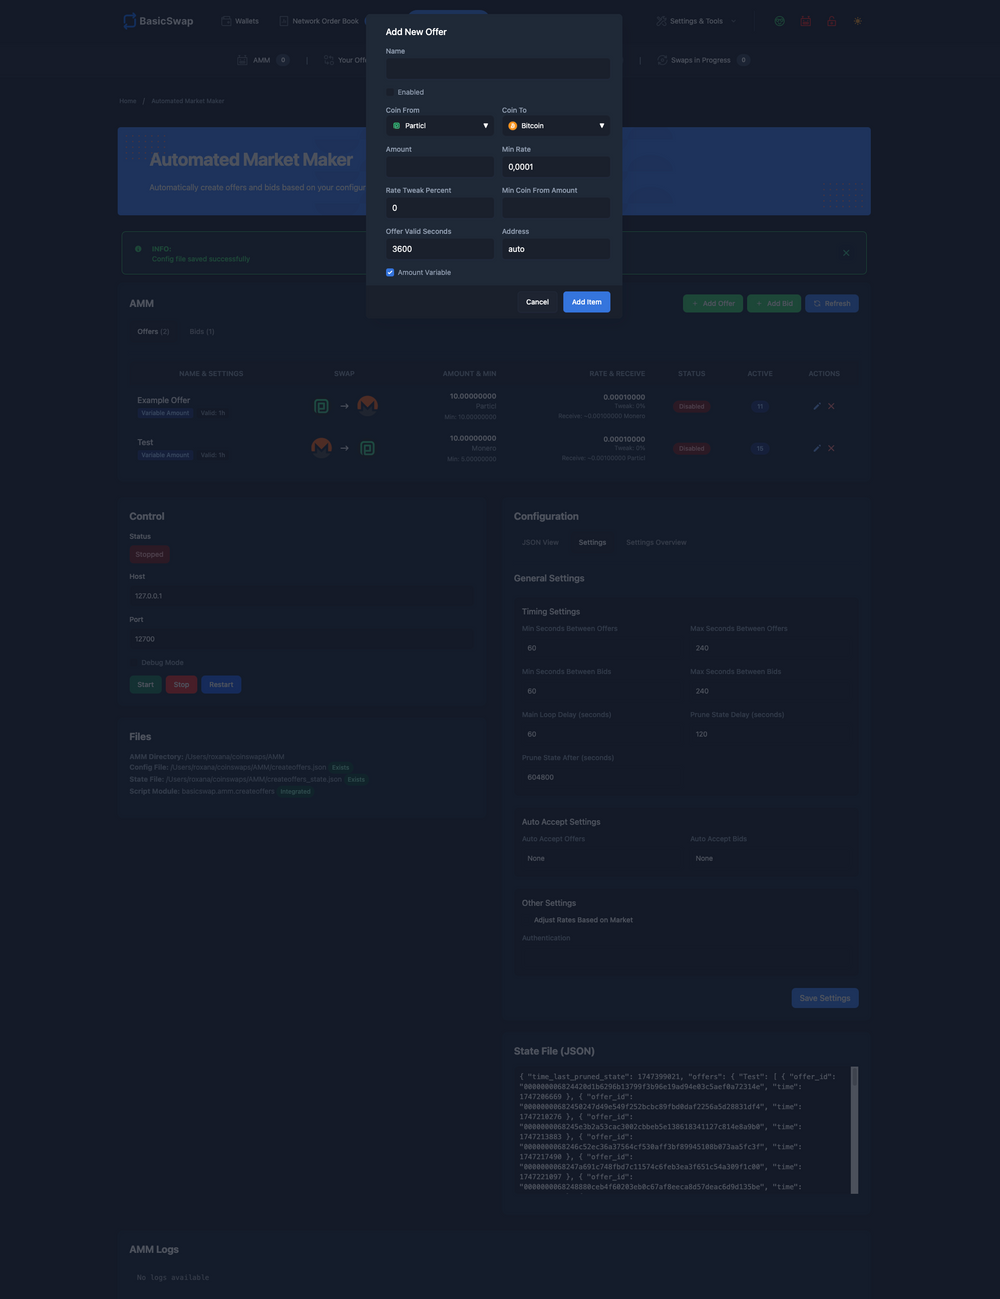 BasicSwap
Wallets
Network Order Book
Settings & Tools
AMM 0
Your Off
Swaps in Progress 0
Home / Automated Market Maker
Automated Market Maker
Automatically create offers and bids based on your configur
INFO:
Config file saved successfully
Add New Offer
Name
Enabled
Coin From
Coin To
Particl ▼
Bitcoin ▼
Amount
Min Rate
0,0001
Rate Tweak Percent
Min Coin From Amount
0
Offer Valid Seconds
Address
3600
auto
Amount Variable
Cancel
Add Item
AMM
+ Add Offer
+ Add Bid
Refresh
Offers (2)
Bids (1)
NAME & SETTINGS
SWAP
AMOUNT & MIN
RATE & RECEIVE
STATUS
ACTIVE
ACTIONS
Example Offer
Variable Amount
Valid: 1h
→
10.00000000
Particl
Min: 10.00000000
0.00010000
Tweak: 0%
Receive: ~0.00100000 Monero
Disabled
11
Test
Variable Amount
Valid: 1h
→
10.00000000
Monero
Min: 5.00000000
0.00010000
Tweak: 0%
Receive: ~0.00100000 Particl
Disabled
15
Control
Status
Stopped
Host
127.0.0.1
Port
12700
Debug Mode
Start
Stop
Restart
Files
AMM Directory: /Users/roxana/coinswaps/AMM
Config File: /Users/roxana/coinswaps/AMM/createoffers.json Exists
State File: /Users/roxana/coinswaps/AMM/createoffers_state.json Exists
Script Module: basicswap.amm.createoffers Integrated
Configuration
JSON View
Settings
Settings Overview
General Settings
Timing Settings
Min Seconds Between Offers
Max Seconds Between Offers
60
240
Min Seconds Between Bids
Max Seconds Between Bids
60
240
Main Loop Delay (seconds)
Prune State Delay (seconds)
60
120
Prune State After (seconds)
604800
Auto Accept Settings
Auto Accept Offers
Auto Accept Bids
None
None
Other Settings
Adjust Rates Based on Market
Authentication
Save Settings
State File (JSON)
{ "time_last_pruned_state": 1747399021, "offers": { "Test": [ { "offer_id":
"0000000068244420d1b6296b13799f3b96e19ad94e03c5aef0a72314e", "time":
1747206669 }, { "offer_id":
"00000000682450247d49e549f252bcbc89fbd0daf2256a5d28831df4", "time":
1747210276 }, { "offer_id":
"0000000068245e3b2a53cac3002cbbeb5e138618341127c814e8a9b0", "time":
1747213883 }, { "offer_id":
"0000000068246c52ec36a37564cf530aff3bf89945108b073aa5fc3f", "time":
1747217490 }, { "offer_id":
"0000000068247a691c748fbd7c11574c6feb3ea3f651c54a309f1c00", "time":
1747221097 }, { "offer_id":
"0000000068248880ceb4f60203eb0c67af8eeca8d57deac6d9d135be", "time":
AMM Logs
No logs available